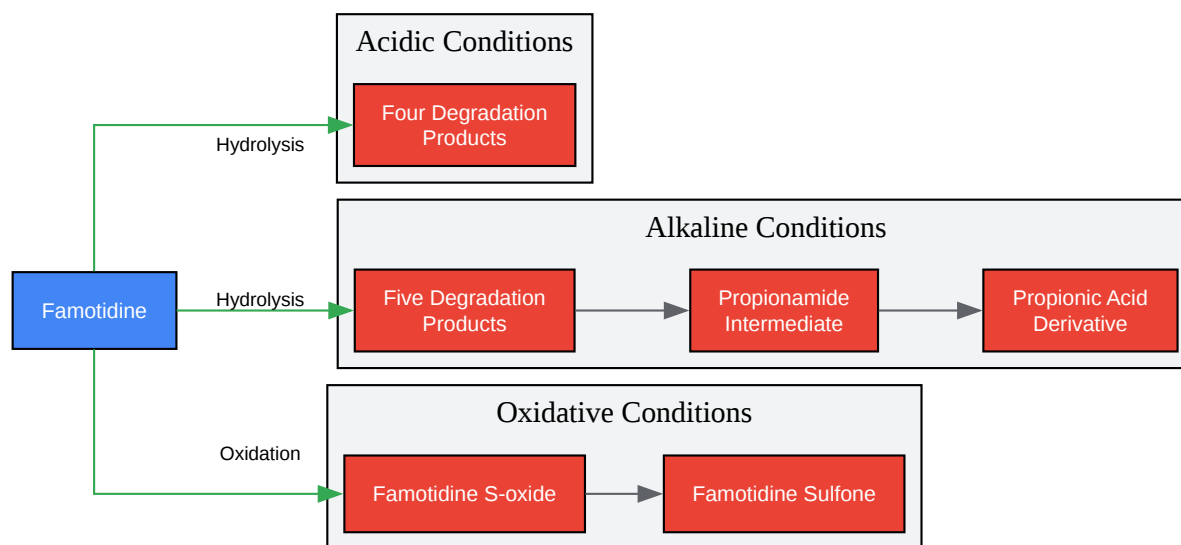 Acidic Conditions
Four Degradation
Products
Hydrolysis
Alkaline Conditions
Famotidine
Hydrolysis
Five Degradation
Products
Propionamide
Intermediate
Propionic Acid
Derivative
Oxidative Conditions
Oxidation
Famotidine S-oxide
Famotidine Sulfone